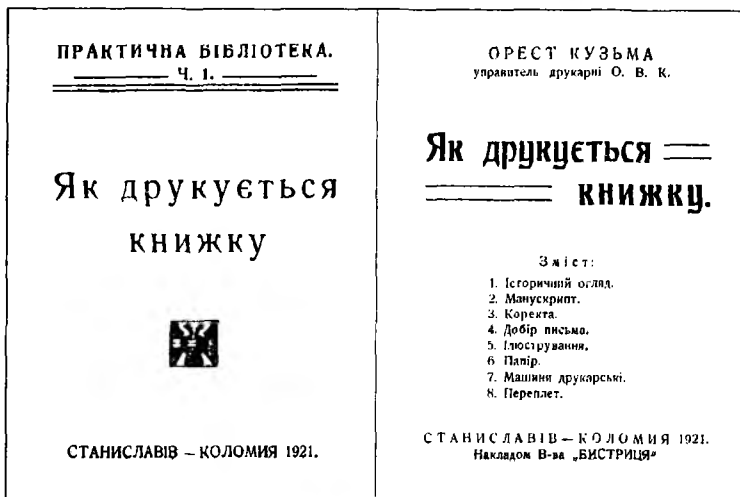 ПРАКТИЧНА БІБЛІОТЕКА.
Ч. 1.
Як друкується
книжку
СТАНИСЛАВІВ – КОЛОМИЯ 1921.
ОРЕСТ КУЗЬМА
управитель друкарні О. В. К.
Як друкується
книжку.
Зміст:
1. Історичний огляд.
2. Манускрипт.
3. Коректа.
4. Добір письма.
5. Ілюстрування.
6 Папір.
7. Машини друкарські.
8. Переплет.
СТАНИСЛАВІВ – КОЛОМИЯ 1921.
Накладом В-ва „БИСТРИЦЯ"